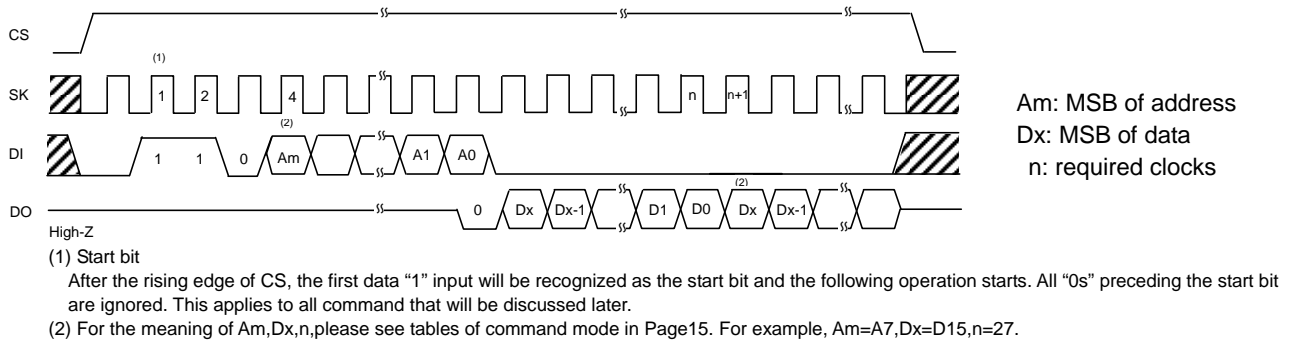 CS
(1)
SK 1 2 4 n n+1
(2)
DI 1 1 0 Am A1 A0
(2)
DO 0 Dx Dx-1 D1 D0 Dx Dx-1
High-Z
Am: MSB of address
Dx: MSB of data
n: required clocks
(1) Start bit
After the rising edge of CS, the first data “1” input will be recognized as the start bit and the following operation starts. All “0s” preceding the start bit
are ignored. This applies to all command that will be discussed later.
(2) For the meaning of Am,Dx,n,please see tables of command mode in Page15. For example, Am=A7,Dx=D15,n=27.